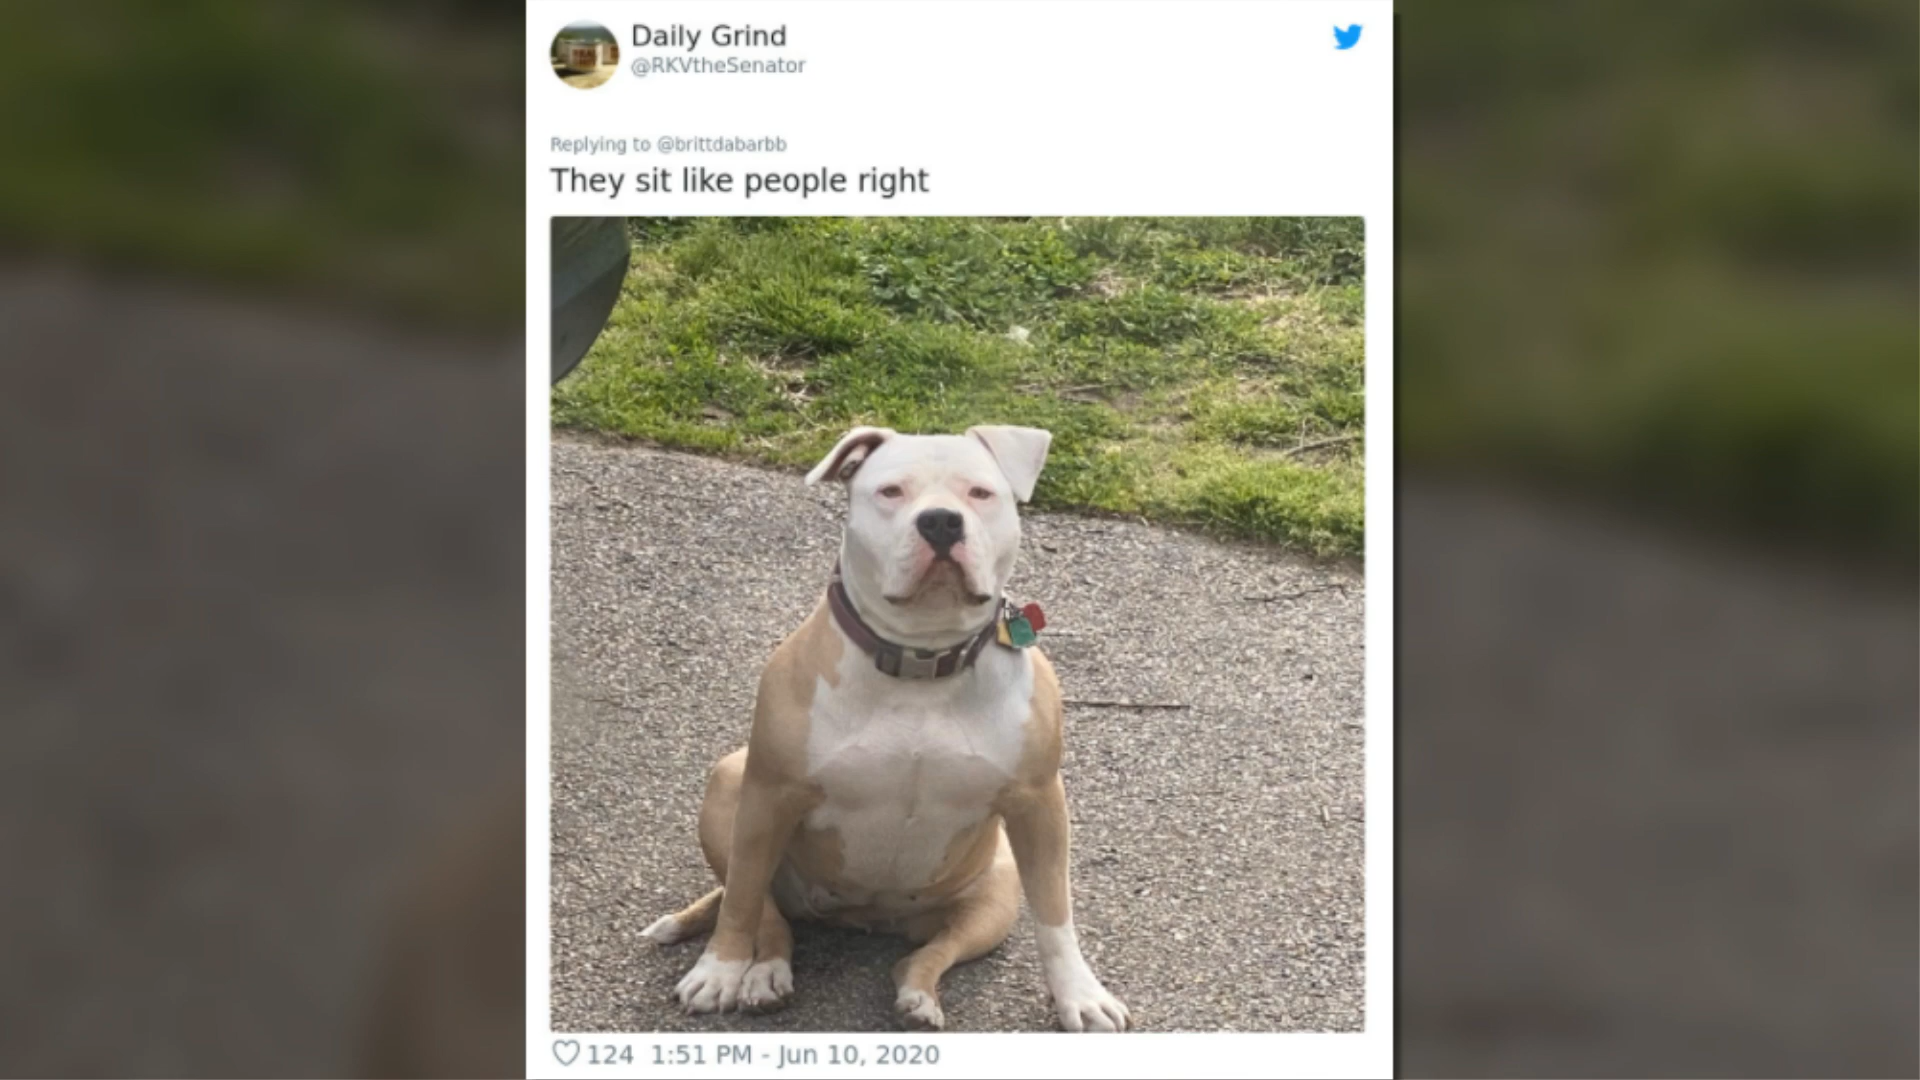 Daily Grind
@RKVtheSenator
Replying to @brittdabarbb
They sit like people right
124 1:51 PM - Jun 10, 2020